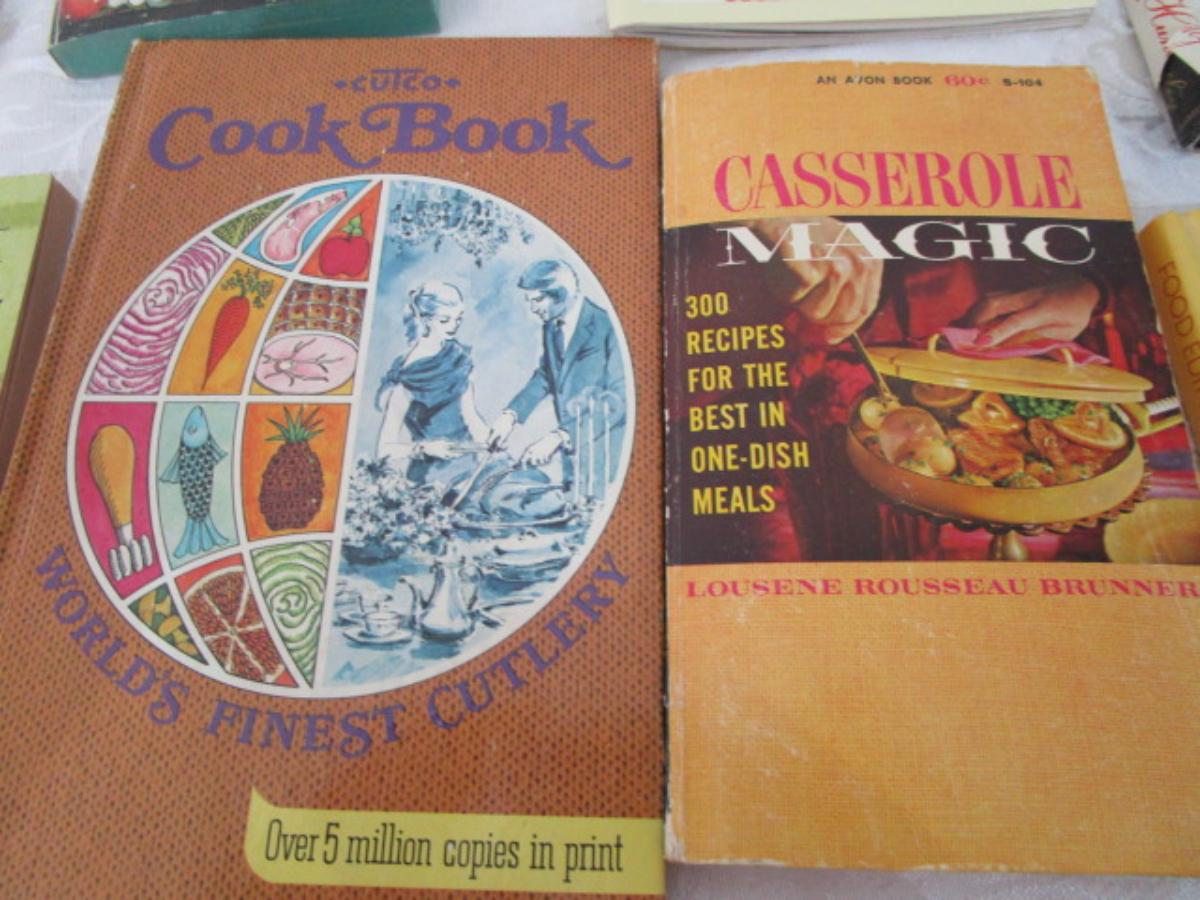 CUTCO
Cook Book
WORLD'S FINEST CUTLERY
Over 5 million copies in print
AN AVON BOOK 60¢ S-104
CASSEROLE
MAGIC
300
RECIPES
FOR THE
BEST IN
ONE-DISH
MEALS
LOUSENE ROUSSEAU BRUNNER
FOOD